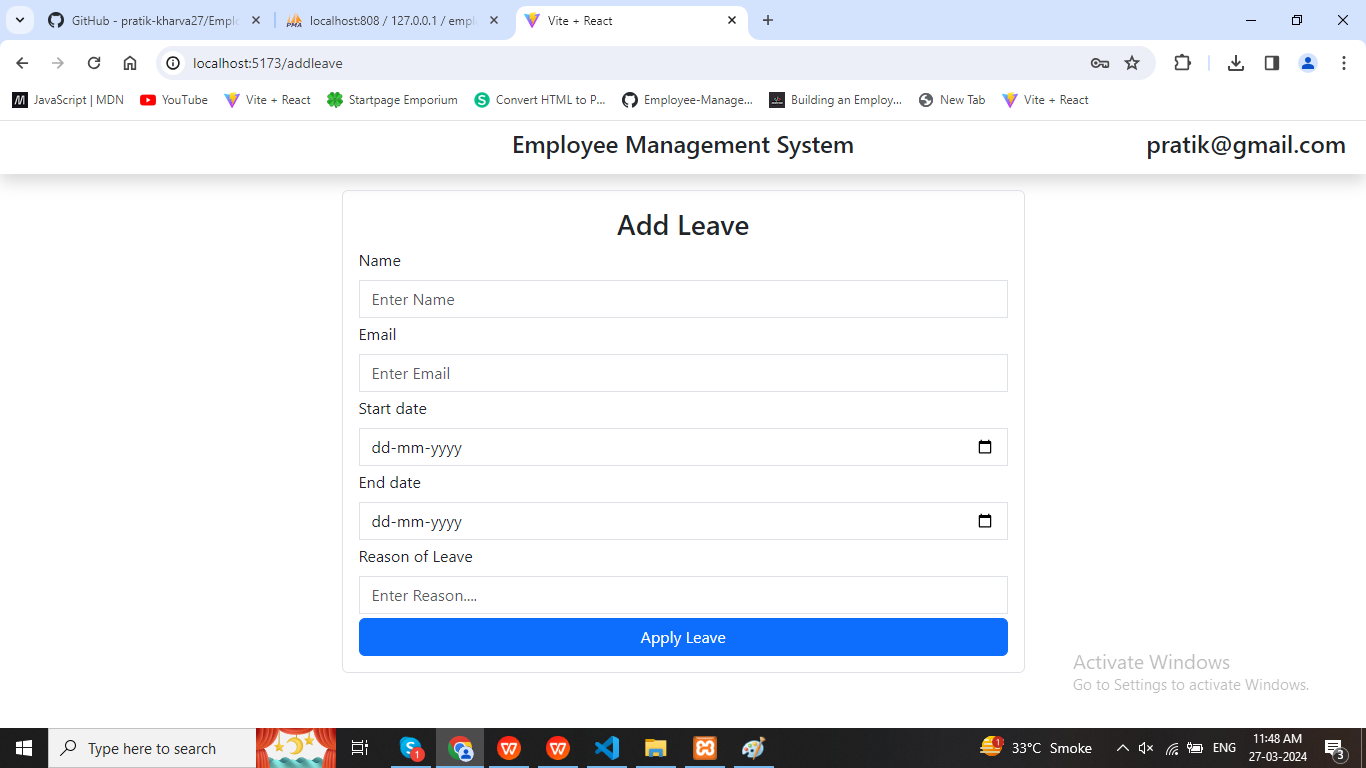 GitHub - pratik-kharva27/Emplo
localhost:808 / 127.0.0.1 / empl
Vite + React
localhost:5173/addleave
JavaScript | MDN
YouTube
Vite + React
Startpage Emporium
Convert HTML to P...
Employee-Manage...
Building an Employ...
New Tab
Vite + React
Employee Management System
pratik@gmail.com
Add Leave
Name
Enter Name
Email
Enter Email
Start date
dd-mm-yyyy
End date
dd-mm-yyyy
Reason of Leave
Enter Reason....
Apply Leave
Activate Windows
Go to Settings to activate Windows.
Type here to search
1
1
33°C Smoke
ENG
11:48 AM
27-03-2024
3